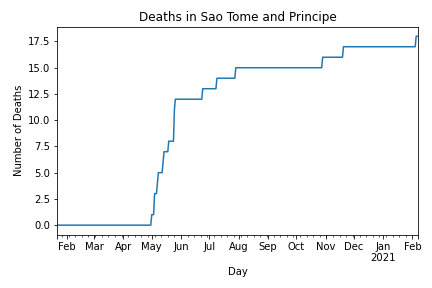 Deaths in Sao Tome and Principe
Number of Deaths
17.5
15.0
12.5
10.0
7.5
5.0
2.5
0.0
Feb Mar Apr May Jun Jul Aug Sep Oct Nov Dec Jan Feb
2021
Day